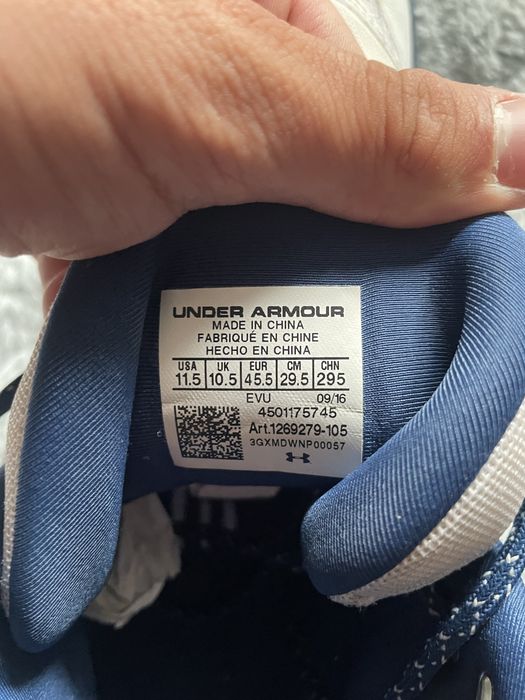 UNDER ARMOUR
MADE IN CHINA
FABRIQUÉ EN CHINE
HECHO EN CHINA
USA UK EUR CM CHN
11.5 10.5 45.5 29.5 295
EVU 09/16
4501175745
Art.1269279-105
3GXMDWNP00057